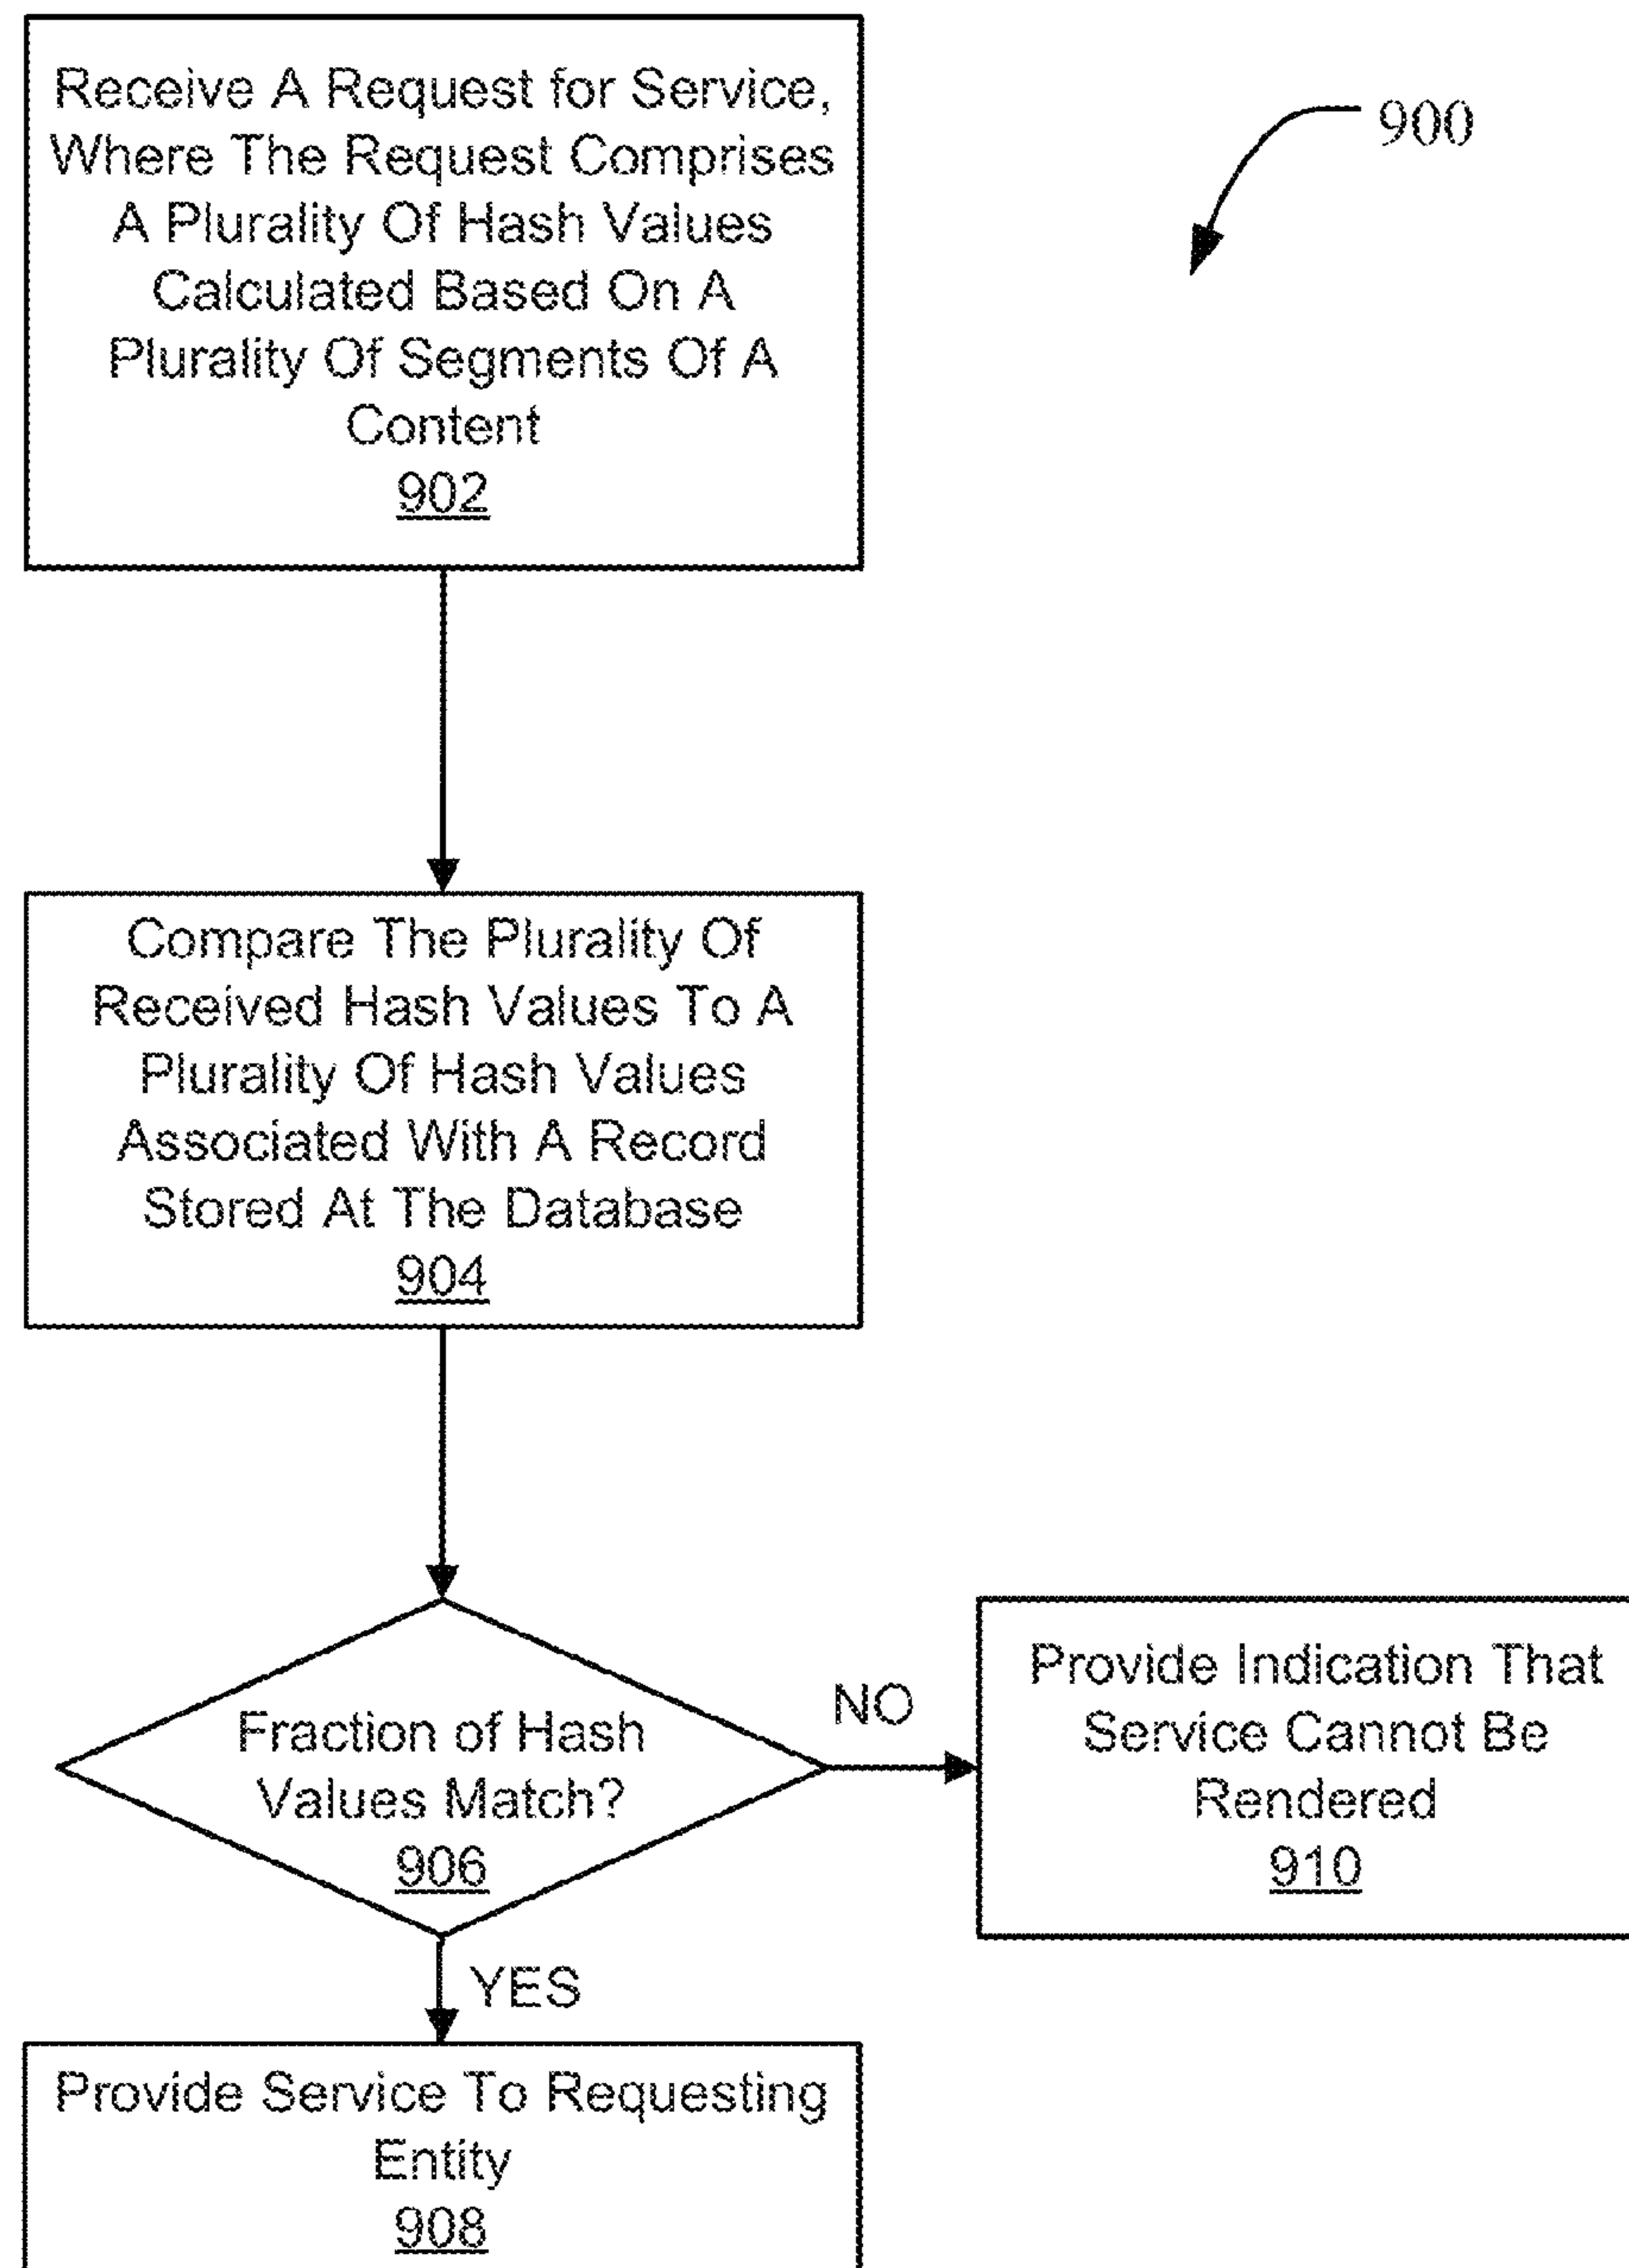 Receive A Request for Service,
Where The Request Comprises
A Plurality Of Hash Values
Calculated Based On A
Plurality Of Segments Of A
Content
902
900
Compare The Plurality Of
Received Hash Values To A
Plurality Of Hash Values
Associated With A Record
Stored At The Database
904
Fraction of Hash
Values Match?
906
NO
Provide Indication That
Service Cannot Be
Rendered
910
YES
Provide Service To Requesting
Entity
908